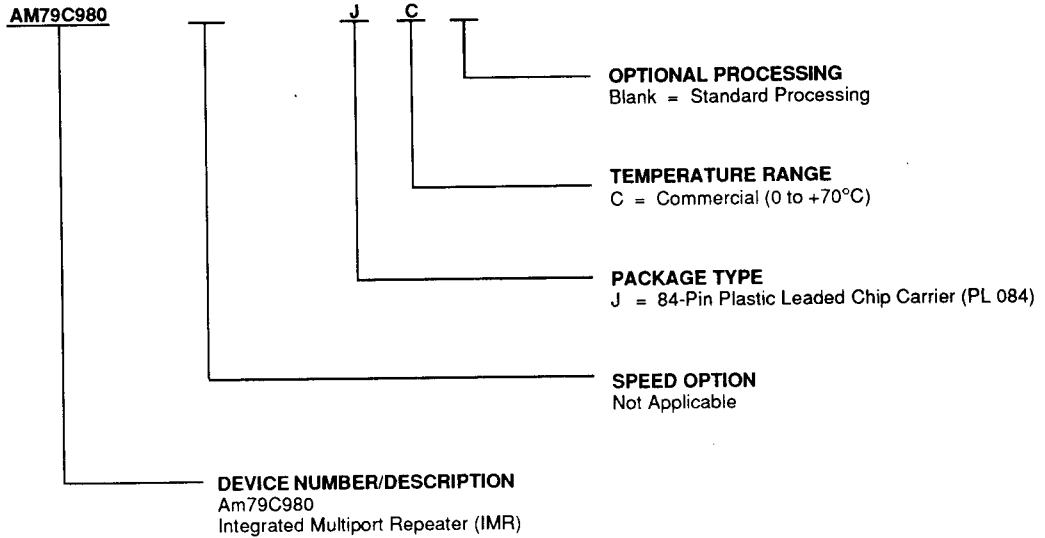 AM79C980 J C
OPTIONAL PROCESSING
Blank = Standard Processing
TEMPERATURE RANGE
C = Commercial (0 to +70°C)
PACKAGE TYPE
J = 84-Pin Plastic Leaded Chip Carrier (PL 084)
SPEED OPTION
Not Applicable
DEVICE NUMBER/DESCRIPTION
Am79C980
Integrated Multiport Repeater (IMR)